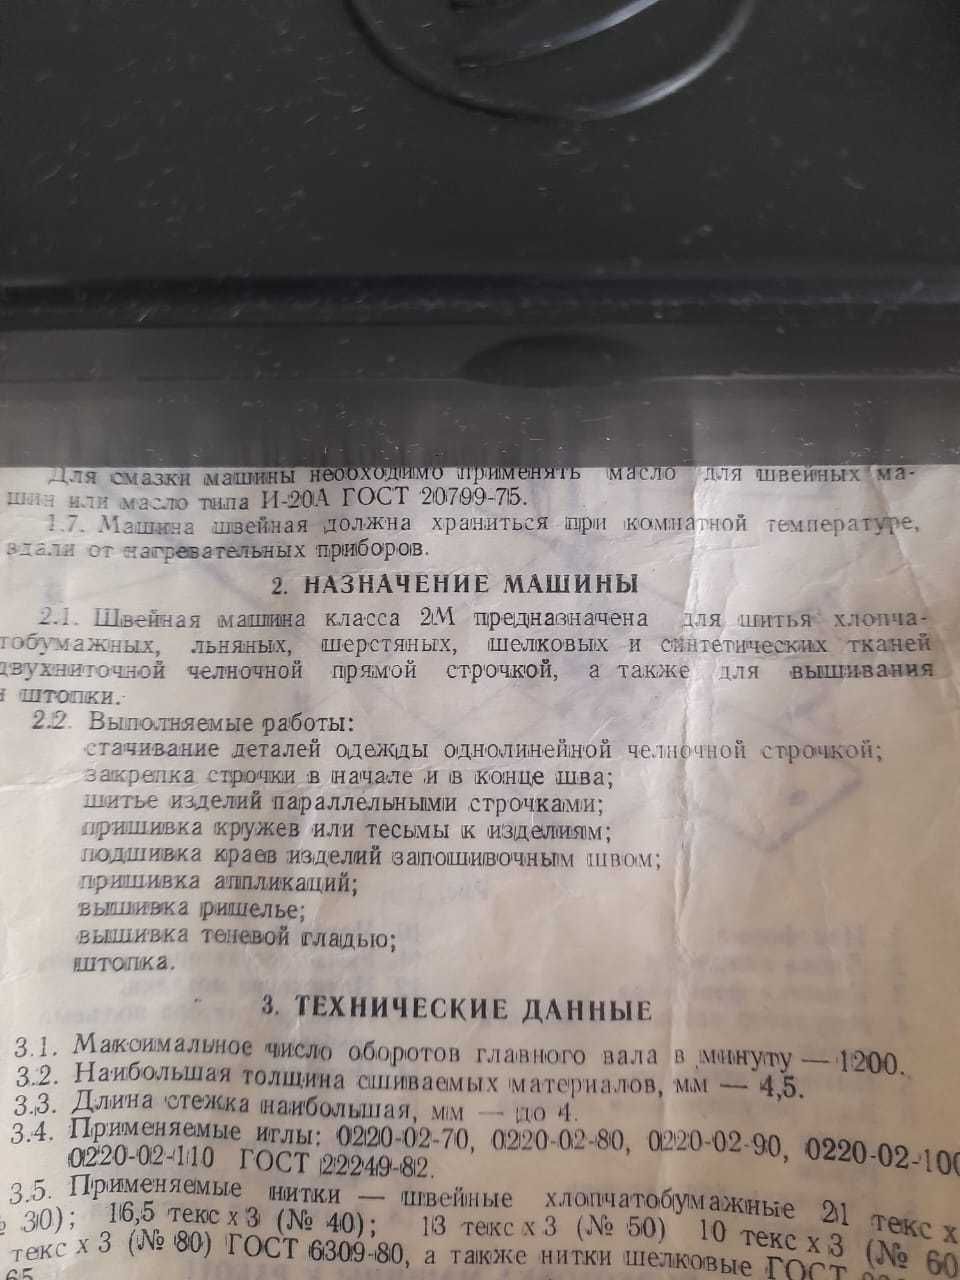 Для смазки машины необходимо применять масло для швейных ма-
шин или масло типа И-20А ГОСТ 20799-75.
1.7. Машина швейная должна храниться при комнатной температуре,
вдали от нагревательных приборов.
2. НАЗНАЧЕНИЕ МАШИНЫ
2.1. Швейная машина класса 2М предназначена для шитья хлопча-
тобумажных, льняных, шерстяных, шелковых и синтетических тканей
двухниточной челночной прямой строчкой, а также для вышивания
и штопки.
2.2. Выполняемые работы:
стачивание деталей одежды однолинейной челночной строчкой;
закрепка строчки в начале и в конце шва;
шитье изделий параллельными строчками;
пришивка кружев или тесьмы к изделиям;
подшивка краев изделий запошивочным швом;
пришивка аппликаций;
вышивка ришелье;
вышивка теневой гладью;
штопка.
3. ТЕХНИЧЕСКИЕ ДАННЫЕ
3.1. Максимальное число оборотов главного вала в минуту — 1200.
3.2. Наибольшая толщина сшиваемых материалов, мм — 4,5.
3.3. Длина стежка наибольшая, мм — до 4.
3.4. Применяемые иглы: 0220-02-70, 0220-02-80, 0220-02-90, 0220-02-100
0220-02-110 ГОСТ 22249-82.
3.5. Применяемые нитки — швейные хлопчатобумажные 21 текс х
№ 30); 16,5 текс х 3 (№ 40); 13 текс х 3 (№ 50) 10 текс х 3 (№ 60
текс х 3 (№ 80) ГОСТ 6309-80, а также нитки шелковые ГОСТ
65